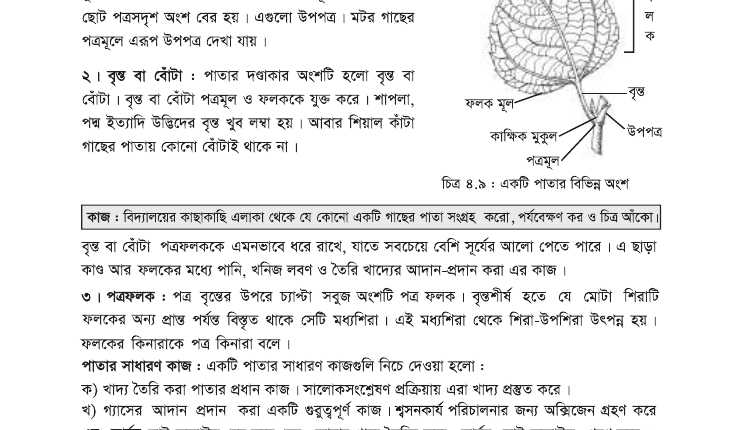 ছোট পত্রসদৃশ অংশ বের হয়। এগুলো উপপত্র। মটর গাছের
পত্রমূলে এরূপ উপপত্র দেখা যায়।
২। বৃন্ত বা বোঁটা : পাতার দণ্ডাকার অংশটি হলো বৃন্ত বা
বোঁটা। বৃন্ত বা বোঁটা পত্রমূল ও ফলককে যুক্ত করে। শাপলা,
পদ্ম ইত্যাদি উদ্ভিদের বৃন্ত খুব লম্বা হয়। আবার শিয়াল কাঁটা
গাছের পাতায় কোনো বোঁটাই থাকে না।
ল
ক
ফলক মূল
বৃন্ত
কাক্ষিক মুকুল
উপপত্র
পত্রমূল
চিত্র ৪.৯ : একটি পাতার বিভিন্ন অংশ
কাজ : বিদ্যালয়ের কাছাকাছি এলাকা থেকে যে কোনো একটি গাছের পাতা সংগ্রহ করো, পর্যবেক্ষণ কর ও চিত্র আঁকো।
বৃন্ত বা বোঁটা পত্রফলককে এমনভাবে ধরে রাখে, যাতে সবচেয়ে বেশি সূর্যের আলো পেতে পারে। এ ছাড়া
কাণ্ড আর ফলকের মধ্যে পানি, খনিজ লবণ ও তৈরি খাদ্যের আদান-প্রদান করা এর কাজ।
৩। পত্রফলক : পত্র বৃন্তের উপরে চ্যাপ্টা সবুজ অংশটি পত্র ফলক। বৃন্তশীর্ষ হতে যে মোটা শিরাটি
ফলকের অন্য প্রান্ত পর্যন্ত বিস্তৃত থাকে সেটি মধ্যশিরা। এই মধ্যশিরা থেকে শিরা-উপশিরা উৎপন্ন হয়।
ফলকের কিনারাকে পত্র কিনারা বলে।
পাতার সাধারণ কাজ : একটি পাতার সাধারণ কাজগুলি নিচে দেওয়া হলো :
ক) খাদ্য তৈরি করা পাতার প্রধান কাজ। সালোকসংশ্লেষণ প্রক্রিয়ায় এরা খাদ্য প্রস্তুত করে।
খ) গ্যাসের আদান প্রদান করা একটি গুরুত্বপূর্ণ কাজ। শ্বসনকার্য পরিচালনার জন্য অক্সিজেন গ্রহণ করে